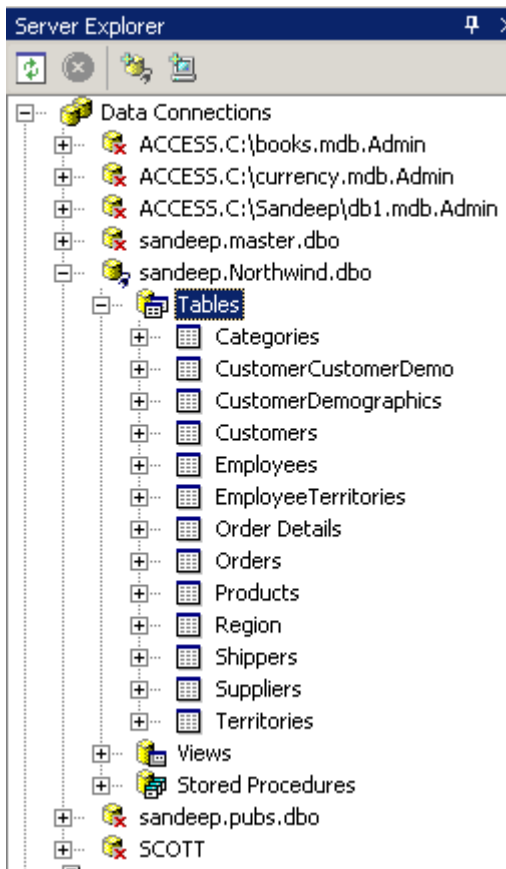 Server Explorer
Data Connections
ACCESS.C:\books.mdb.Admin
ACCESS.C:\currency.mdb.Admin
ACCESS.C:\Sandeep\db1.mdb.Admin
sandeep.master.dbo
sandeep.Northwind.dbo
Tables
Categories
CustomerCustomerDemo
CustomerDemographics
Customers
Employees
EmployeeTerritories
Order Details
Orders
Products
Region
Shippers
Suppliers
Territories
Views
Stored Procedures
sandeep.pubs.dbo
SCOTT